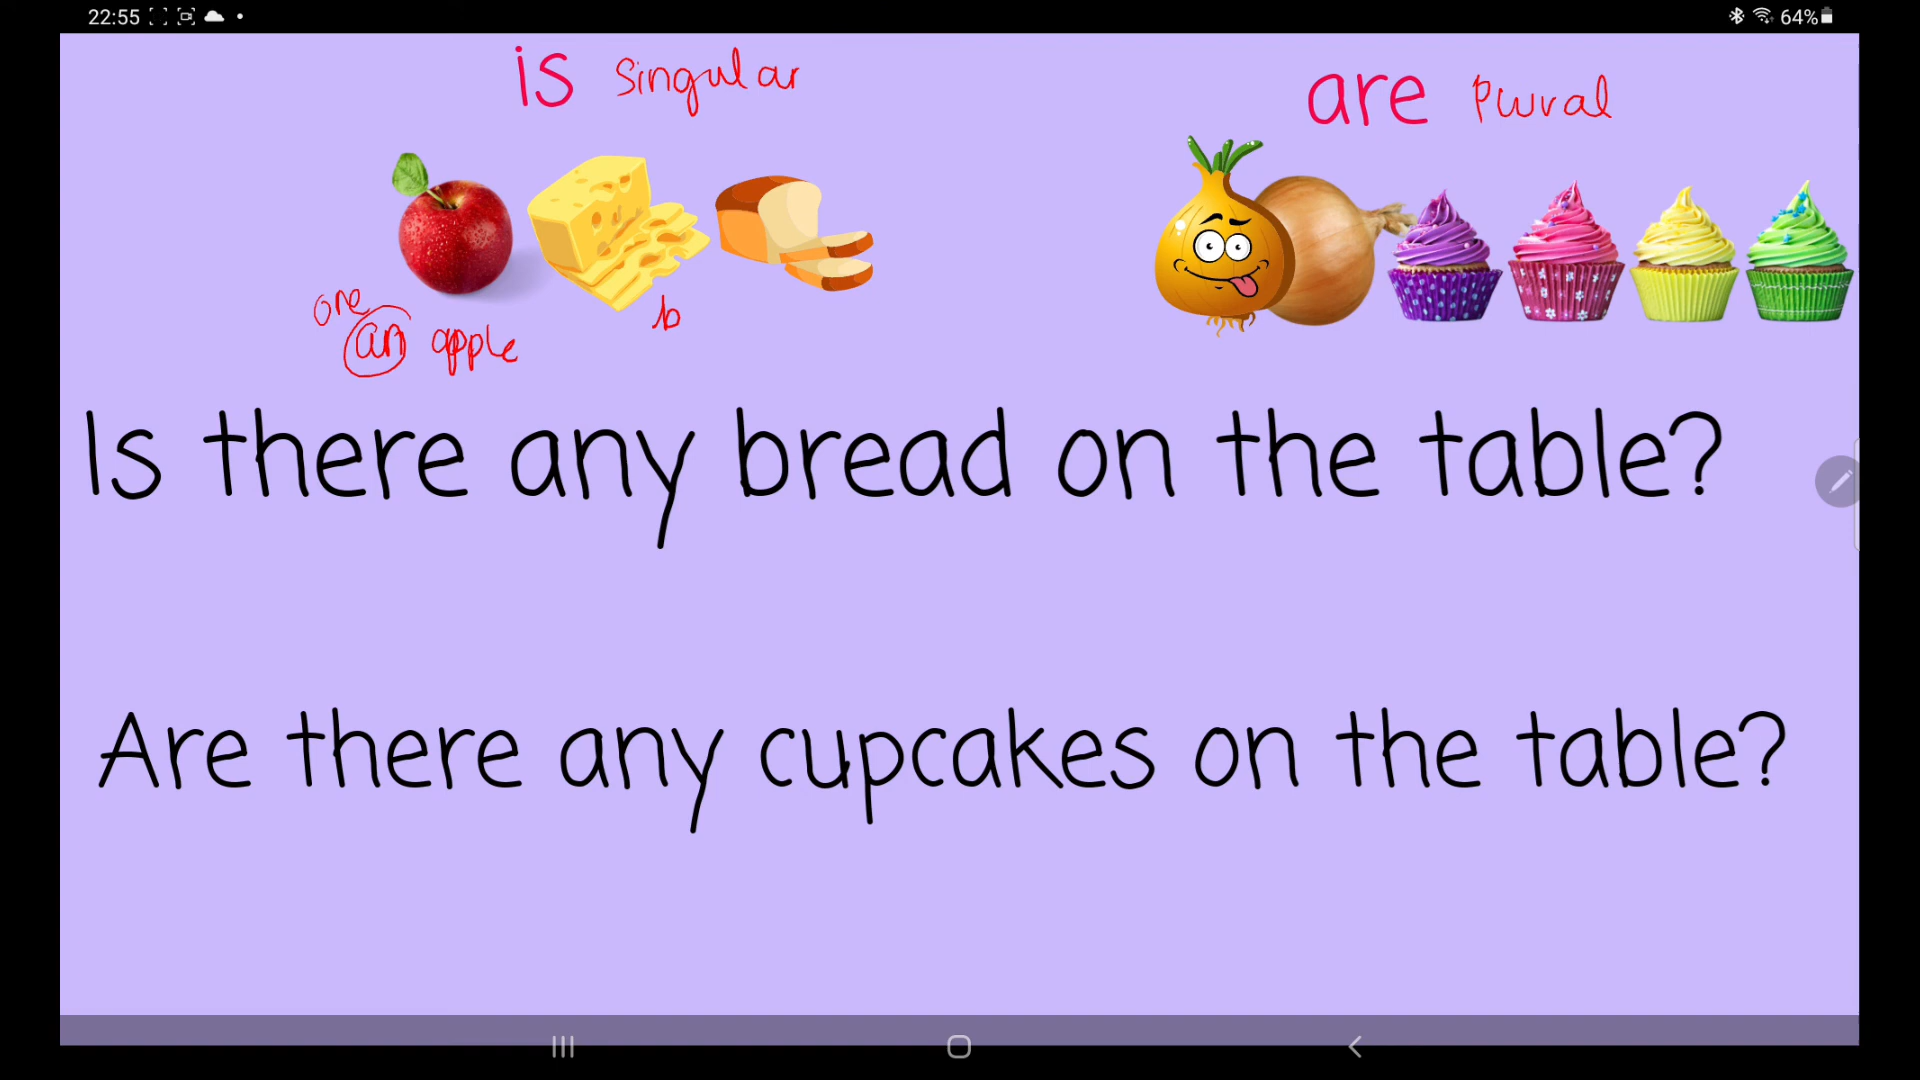 22:55
64%
is singular
are plural
one
an apple
b
Is there any bread on the table?
Are there any cupcakes on the table?